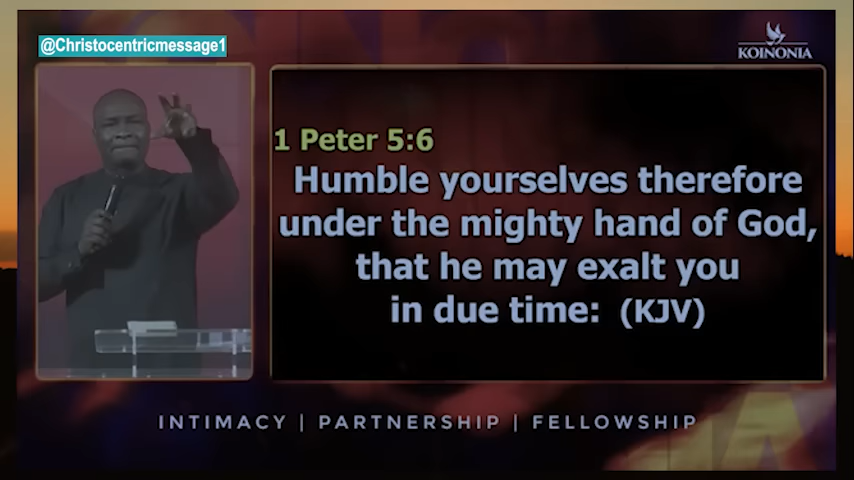 @Christocentricmessage1
KOINONIA
1 Peter 5:6
Humble yourselves therefore
under the mighty hand of God,
that he may exalt you
in due time: (KJV)
INTIMACY | PARTNERSHIP | FELLOWSHIP